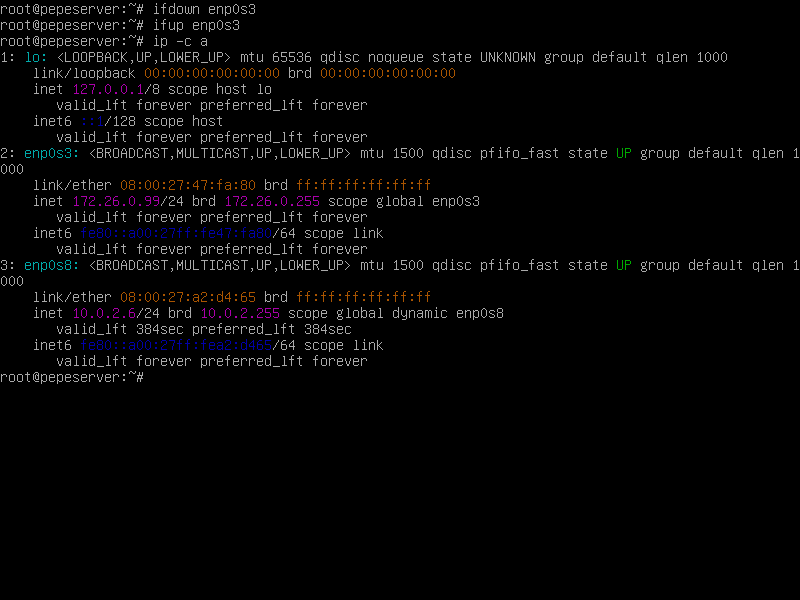 root@pepeserver:~# ifdown enp0s3
root@pepeserver:~# ifup enp0s3
root@pepeserver:~# ip -c a
1: lo: <LOOPBACK,UP,LOWER_UP> mtu 65536 qdisc noqueue state UNKNOWN group default qlen 1000
    link/loopback 00:00:00:00:00:00 brd 00:00:00:00:00:00
    inet 127.0.0.1/8 scope host lo
       valid_lft forever preferred_lft forever
    inet6 ::1/128 scope host
       valid_lft forever preferred_lft forever
2: enp0s3: <BROADCAST,MULTICAST,UP,LOWER_UP> mtu 1500 qdisc pfifo_fast state UP group default qlen 1
000
    link/ether 08:00:27:47:fa:80 brd ff:ff:ff:ff:ff:ff
    inet 172.26.0.99/24 brd 172.26.0.255 scope global enp0s3
       valid_lft forever preferred_lft forever
    inet6 fe80::a00:27ff:fe47:fa80/64 scope link
       valid_lft forever preferred_lft forever
3: enp0s8: <BROADCAST,MULTICAST,UP,LOWER_UP> mtu 1500 qdisc pfifo_fast state UP group default qlen 1
000
    link/ether 08:00:27:a2:d4:65 brd ff:ff:ff:ff:ff:ff
    inet 10.0.2.6/24 brd 10.0.2.255 scope global dynamic enp0s8
       valid_lft 384sec preferred_lft 384sec
    inet6 fe80::a00:27ff:fea2:d465/64 scope link
       valid_lft forever preferred_lft forever
root@pepeserver:~#